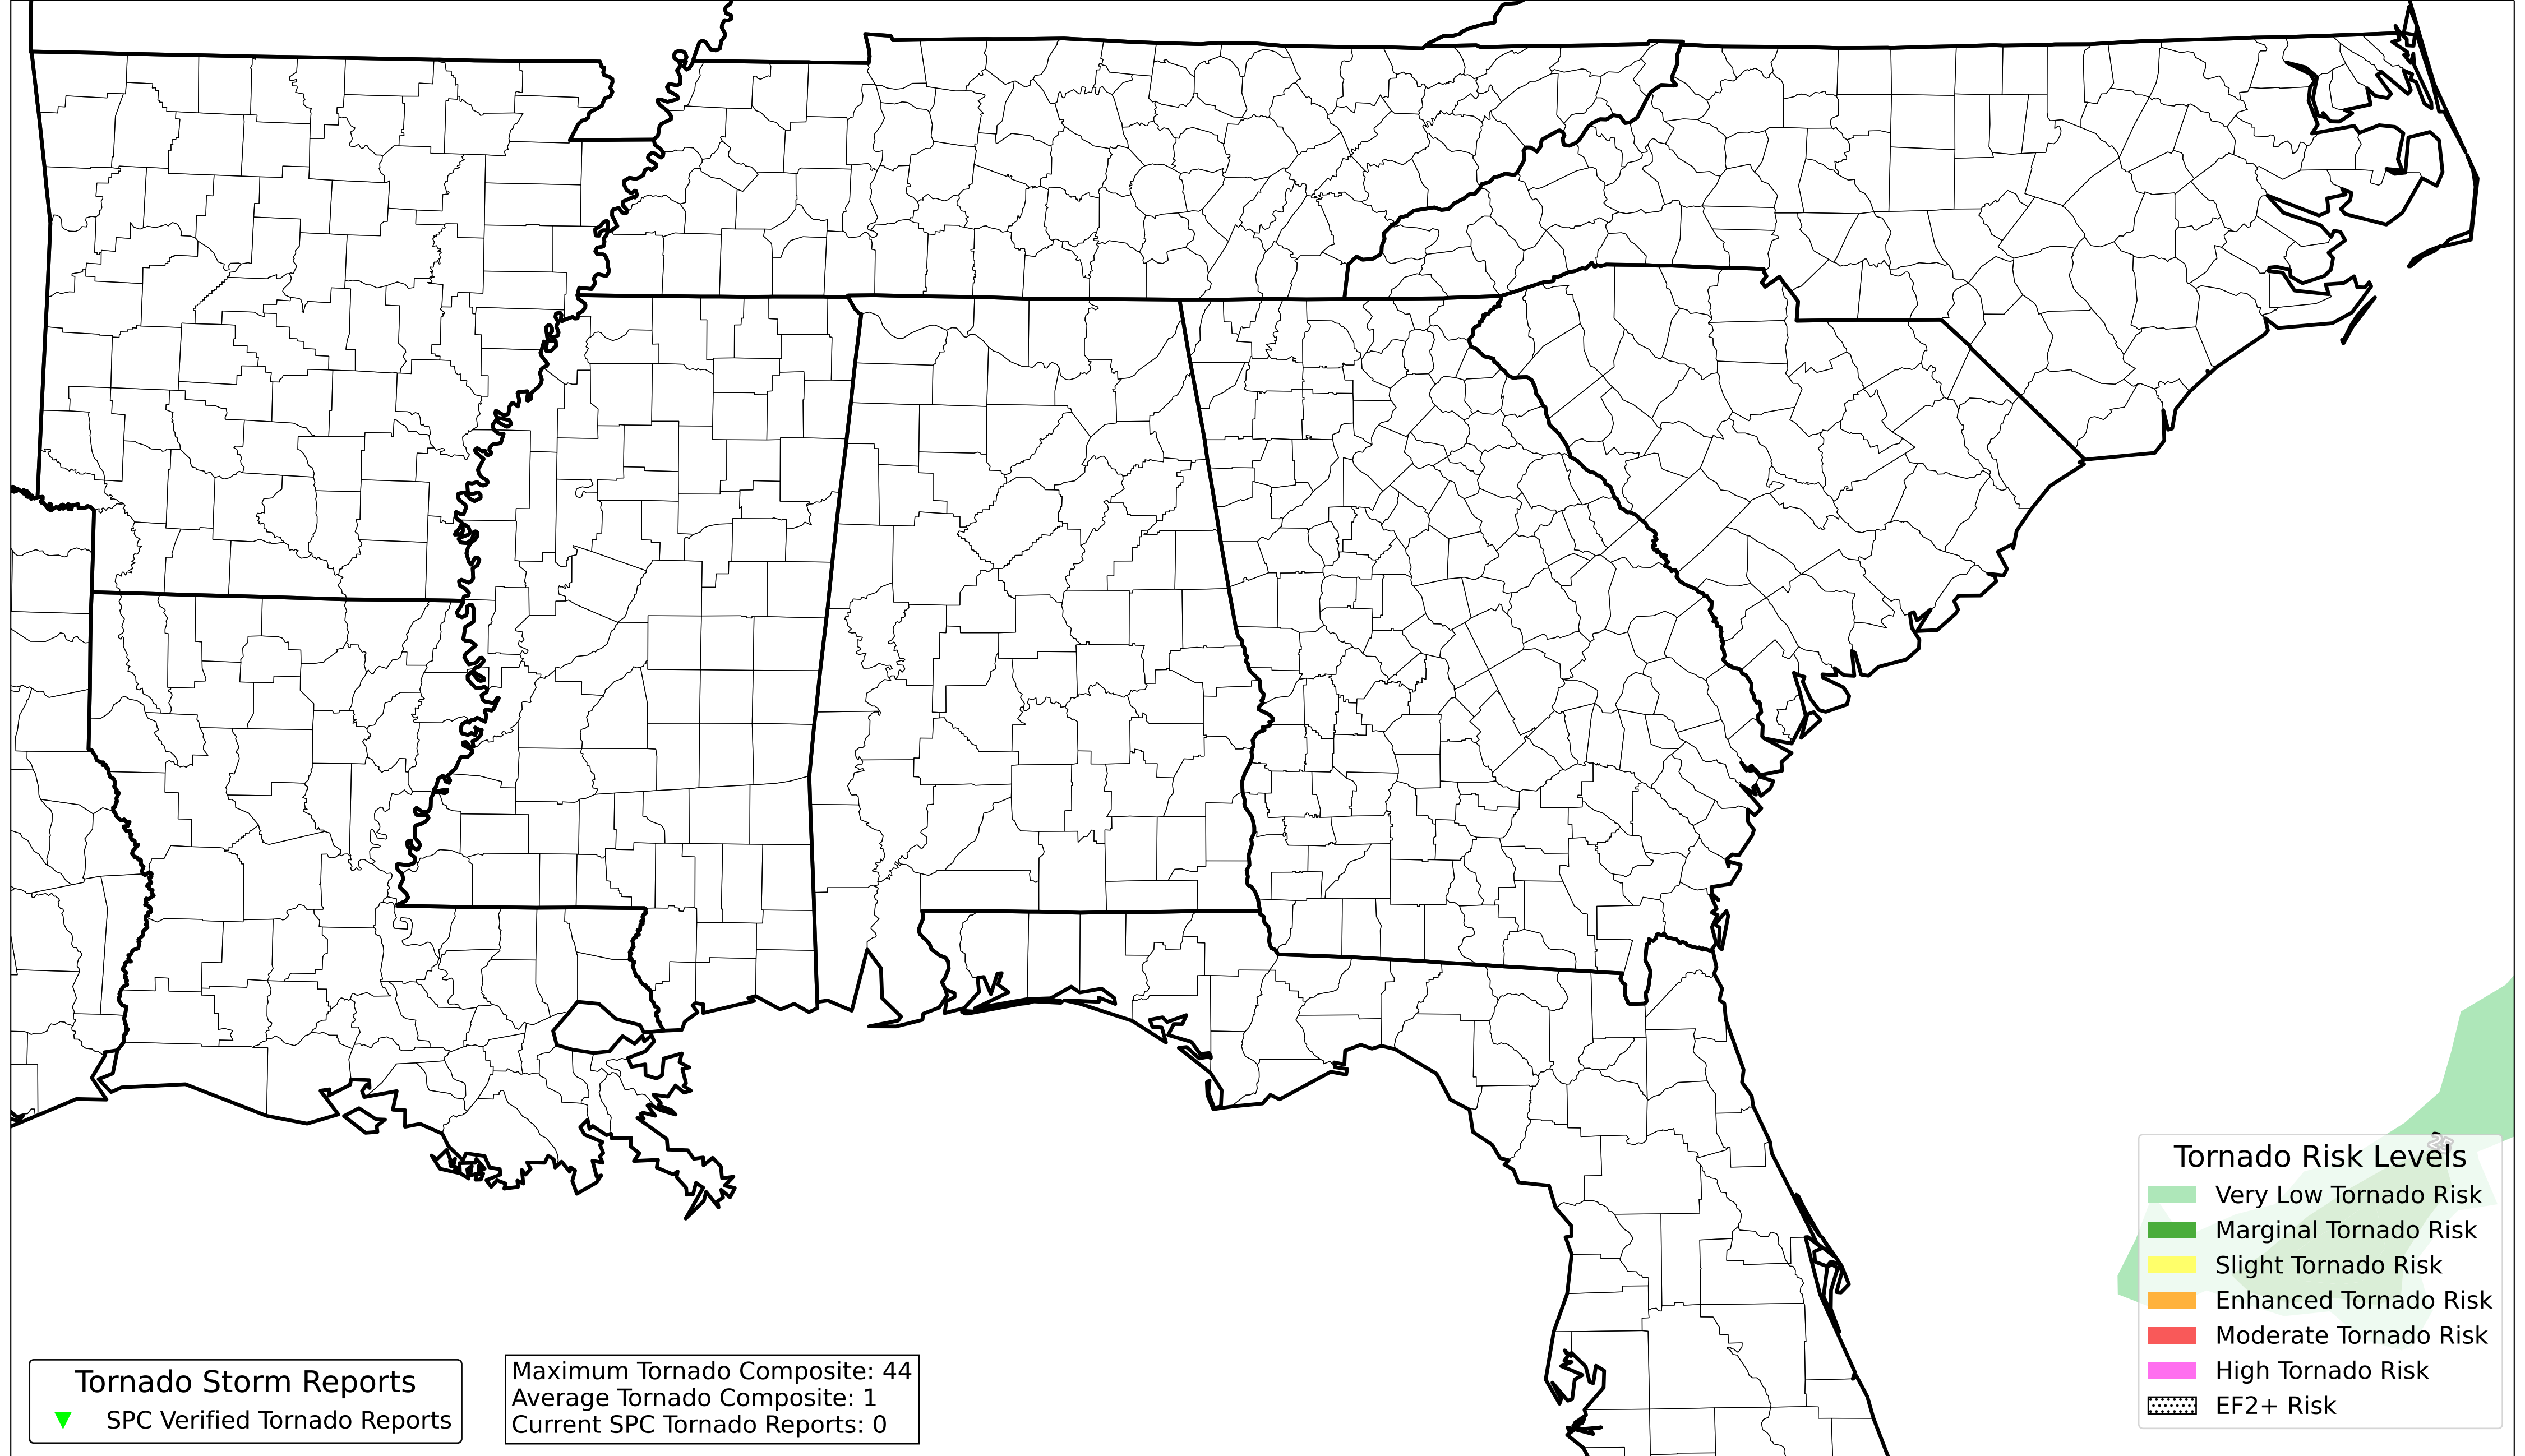 25
Tornado Risk Levels
Very Low Tornado Risk
Marginal Tornado Risk
Slight Tornado Risk
Enhanced Tornado Risk
Moderate Tornado Risk
High Tornado Risk
EF2+ Risk
Tornado Storm Reports
SPC Verified Tornado Reports
Maximum Tornado Composite: 44
Average Tornado Composite: 1
Current SPC Tornado Reports: 0